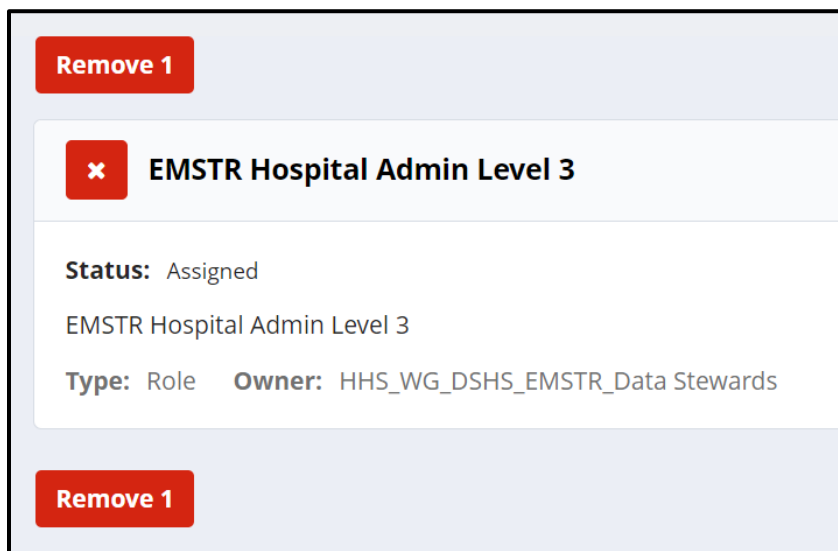 Remove 1
EMSTR Hospital Admin Level 3
Status: Assigned
EMSTR Hospital Admin Level 3
Type: Role Owner: HHS_WG_DSHS_EMSTR_Data Stewards
Remove 1